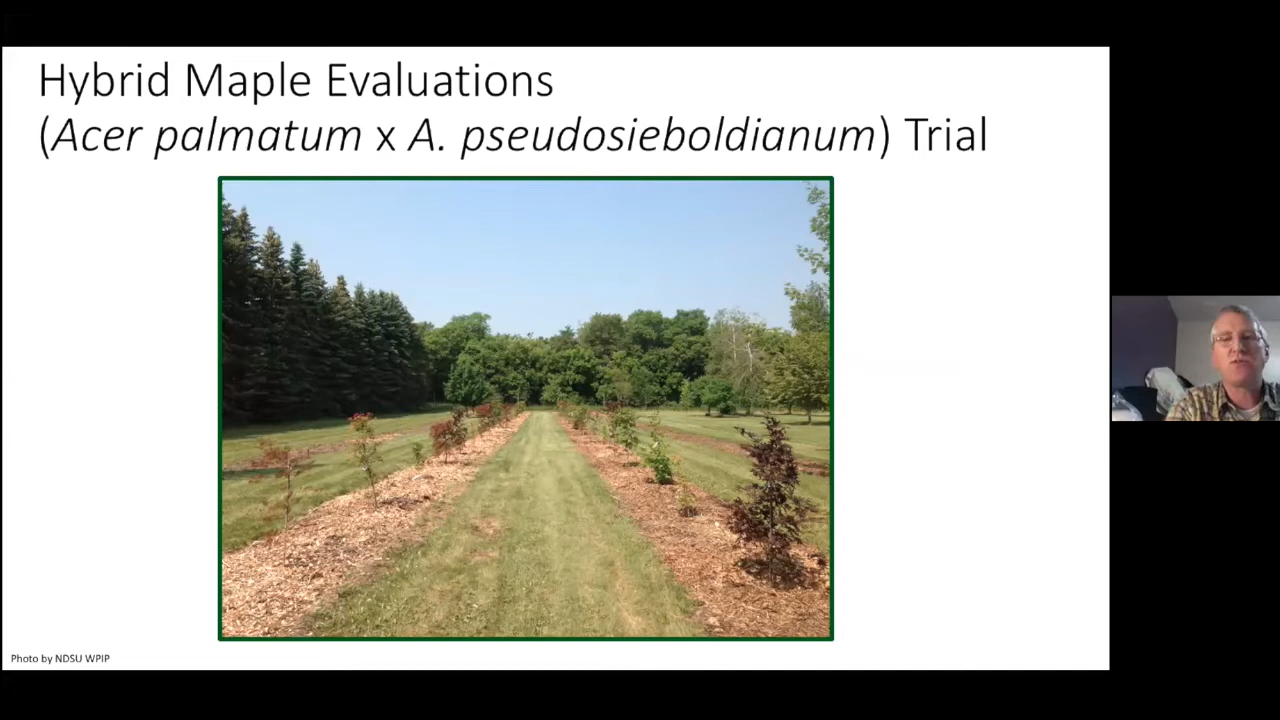 Hybrid Maple Evaluations
(Acer palmatum x A. pseudosieboldianum) Trial
Photo by NDSU WPIP